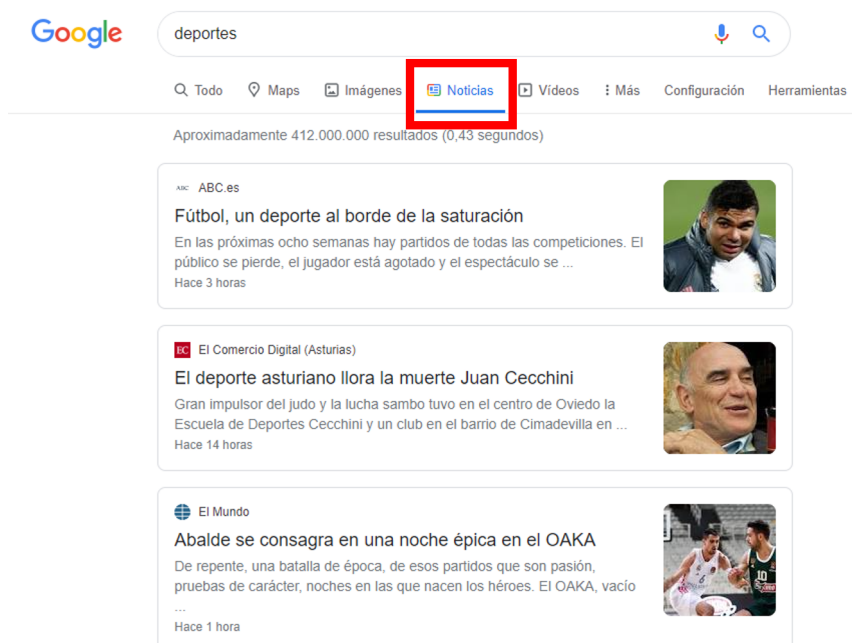 Google
deportes
Todo Maps Imágenes Noticias Vídeos Más Configuración Herramientas
Aproximadamente 412.000.000 resultados (0,43 segundos)
ABC ABC.es
Fútbol, un deporte al borde de la saturación
En las próximas ocho semanas hay partidos de todas las competiciones. El
público se pierde, el jugador está agotado y el espectáculo se ...
Hace 3 horas
EC El Comercio Digital (Asturias)
El deporte asturiano llora la muerte Juan Cecchini
Gran impulsor del judo y la lucha sambo tuvo en el centro de Oviedo la
Escuela de Deportes Cecchini y un club en el barrio de Cimadevilla en ...
Hace 14 horas
El Mundo
Abalde se consagra en una noche épica en el OAKA
De repente, una batalla de época, de esos partidos que son pasión,
pruebas de carácter, noches en las que nacen los héroes. El OAKA, vacío
...
Hace 1 hora
6
10